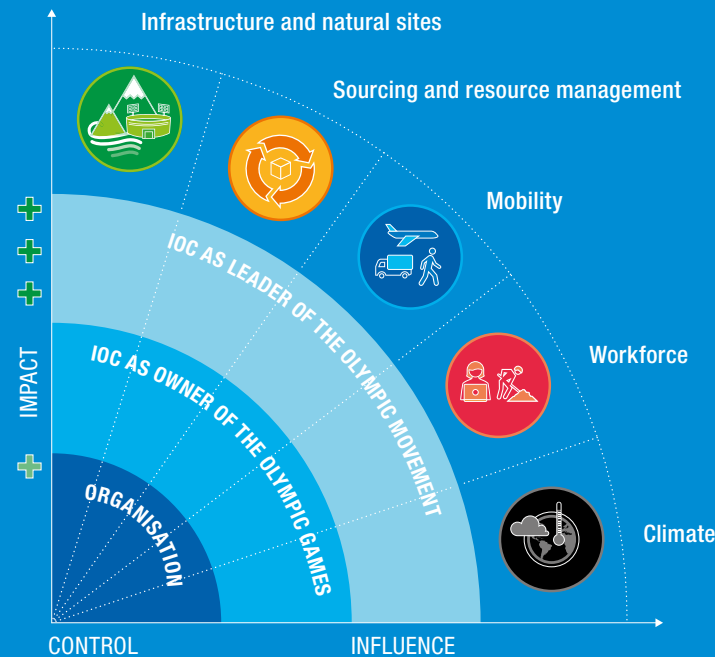 Infrastructure and natural sites
Sourcing and resource management
Mobility
Workforce
Climate
IOC AS LEADER OF THE OLYMPIC MOVEMENT
IOC AS OWNER OF THE OLYMPIC GAMES
ORGANISATION
IMPACT
CONTROL
INFLUENCE